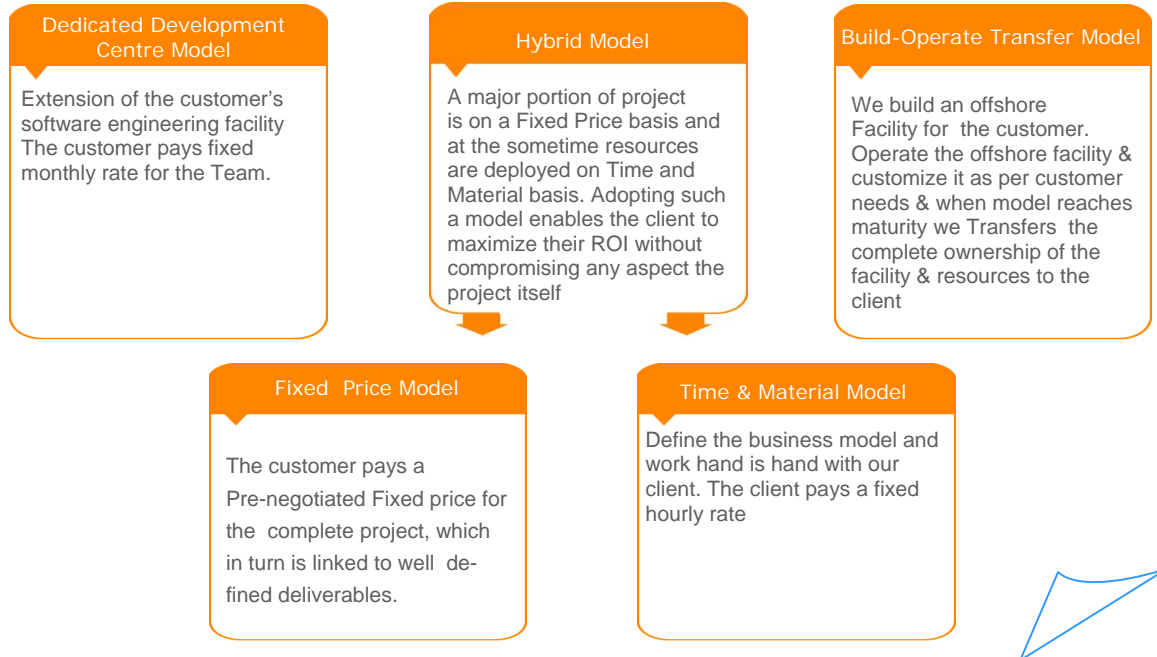 Dedicated Development
Centre Model
Extension of the customer's
software engineering facility
The customer pays fixed
monthly rate for the Team.
Hybrid Model
A major portion of project
is on a Fixed Price basis and
at the sometime resources
are deployed on Time and
Material basis. Adopting such
a model enables the client to
maximize their ROI without
compromising any aspect the
project itself
Build-Operate Transfer Model
We build an offshore
Facility for the customer.
Operate the offshore facility &
customize it as per customer
needs & when model reaches
maturity we Transfers the
complete ownership of the
facility & resources to the
client
Fixed Price Model
The customer pays a
Pre-negotiated Fixed price for
the complete project, which
in turn is linked to well de-
fined deliverables.
Time & Material Model
Define the business model and
work hand is hand with our
client. The client pays a fixed
hourly rate